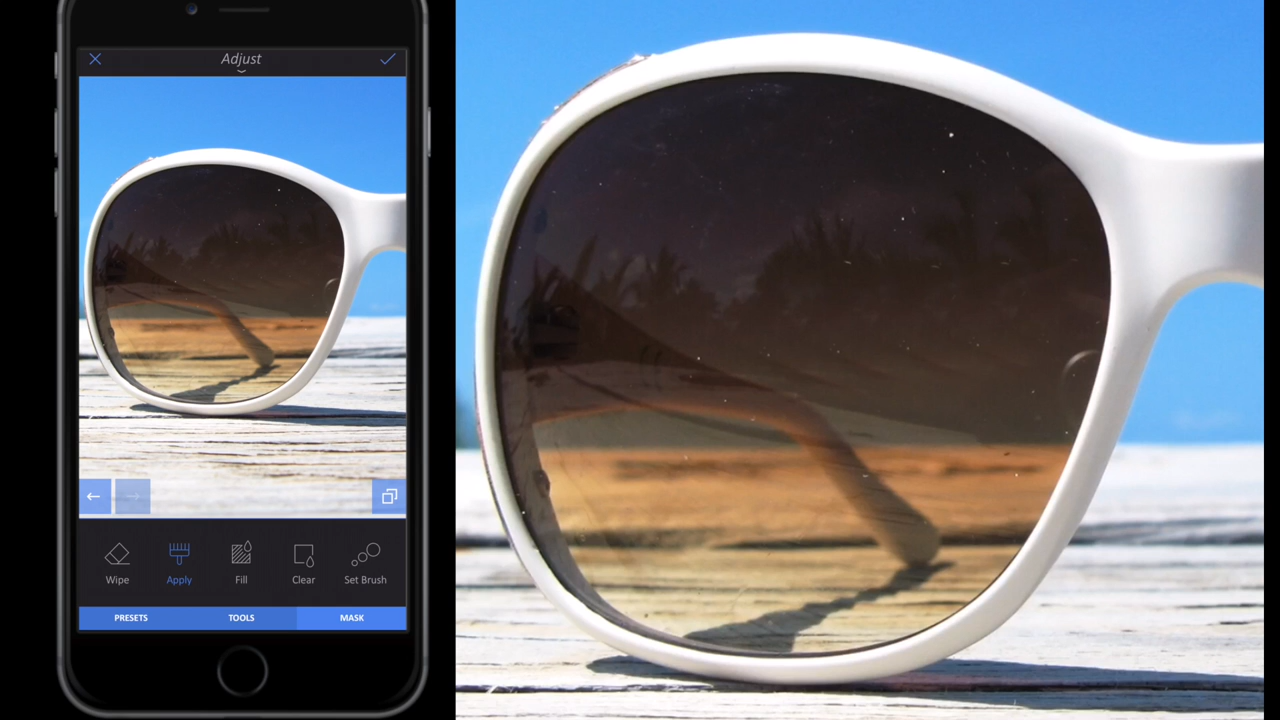 Adjust
Wipe
Apply
Fill
Clear
Set Brush
PRESETS
TOOLS
MASK